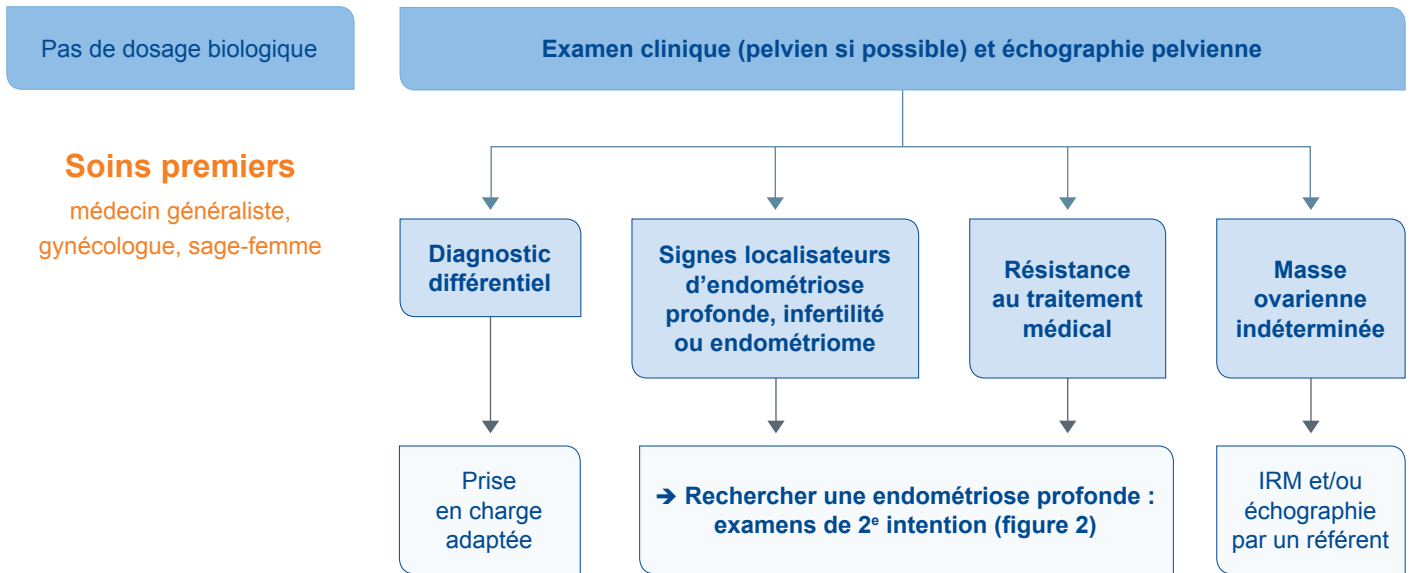 Pas de dosage biologique
Examen clinique (pelvien si possible) et échographie pelvienne
Soins premiers
médecin généraliste,
gynécologue, sage-femme
Diagnostic
différentiel
Signes localisateurs
d’endométriose
profonde, infertilité
ou endométriome
Résistance
au traitement
médical
Masse
ovarienne
indéterminée
Prise
en charge
adaptée
➔ Rechercher une endométriose profonde :
examens de 2e intention (figure 2)
IRM et/ou
échographie
par un référent